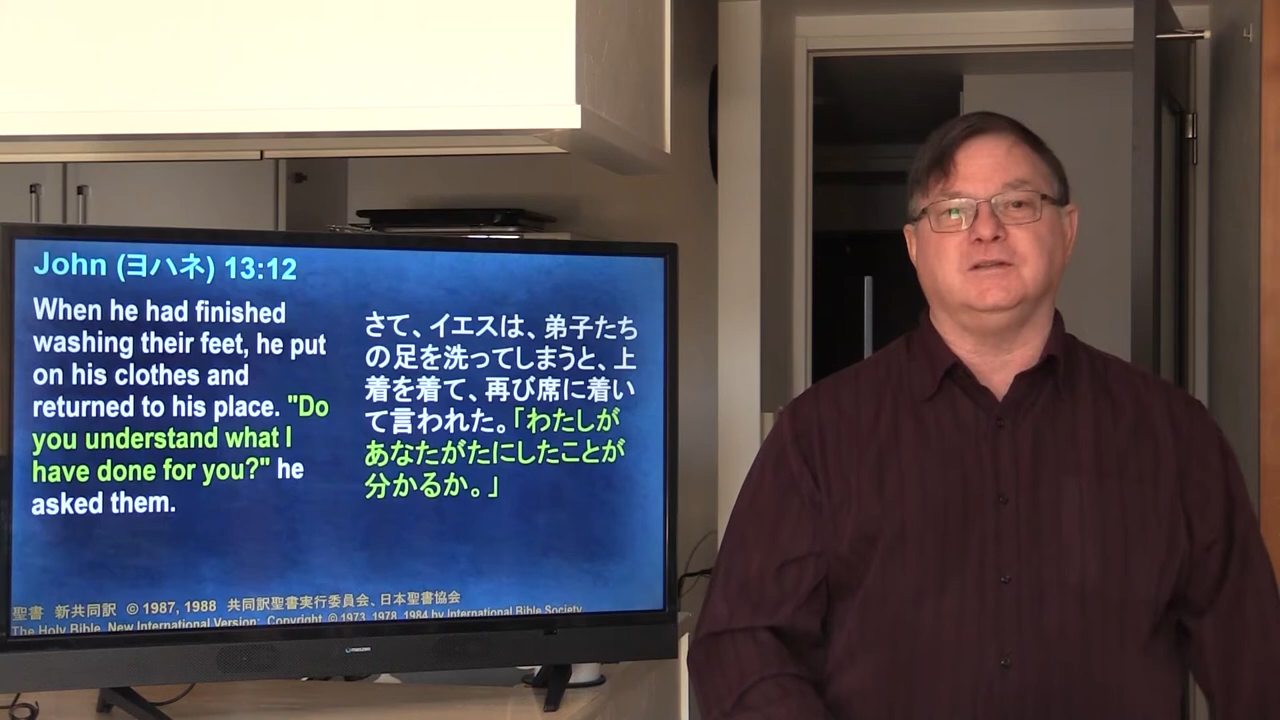 John (ヨハネ) 13:12
When he had finished
washing their feet, he put
on his clothes and
returned to his place. "Do
you understand what I
have done for you?" he
asked them.
さて、イエスは、弟子たち
の足を洗ってしまうと、上
着を着て、再び席に着い
て言われた。「わたしが
あなたがたにしたことが
分かるか。」
聖書　新共同訳　© 1987, 1988　共同訳聖書実行委員会、日本聖書協会
The Holy Bible, New International Version; Copyright © 1973, 1978, 1984 by International Bible Society